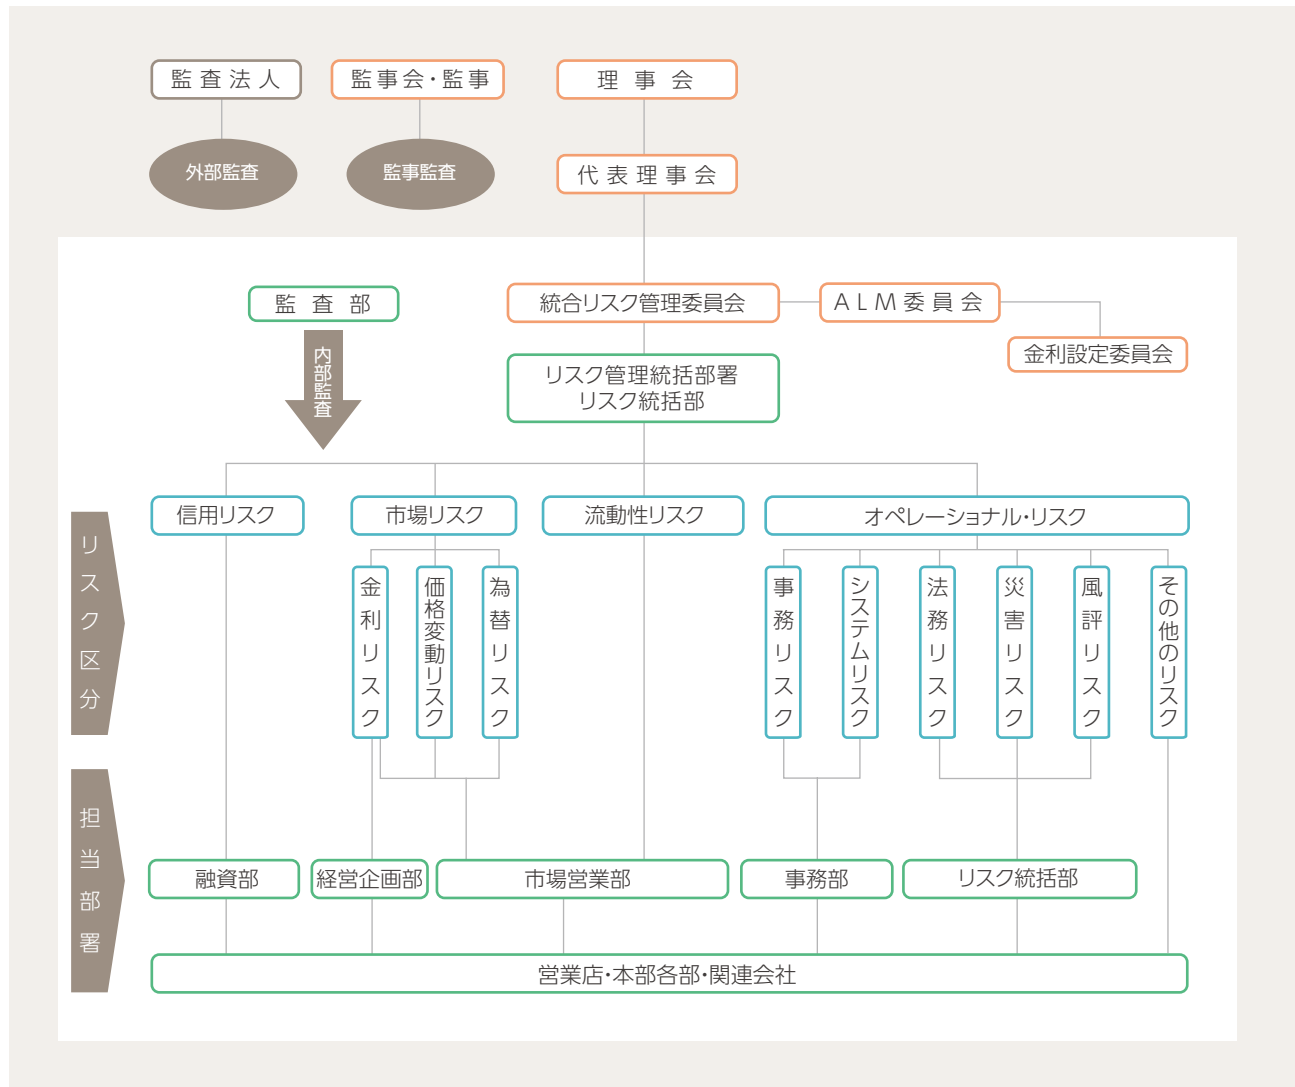 監査法人
監事会・監事
理事会
外部監査
監事監査
代表理事会
監査部
統合リスク管理委員会
ALM委員会
金利設定委員会
内部監査
リスク管理統括部署
リスク統括部
リスク区分
信用リスク
市場リスク
流動性リスク
オペレーショナル・リスク
金利リスク
価格変動リスク
為替リスク
事務リスク
システムリスク
法務リスク
災害リスク
風評リスク
その他のリスク
担当部署
融資部
経営企画部
市場営業部
事務部
リスク統括部
営業店・本部各部・関連会社